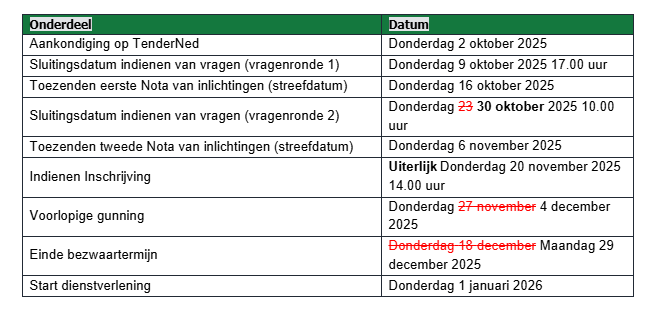 Onderdeel Datum
Aankondiging op TenderNed Donderdag 2 oktober 2025
Sluitingsdatum indienen van vragen (vragenronde 1) Donderdag 9 oktober 2025 17.00 uur
Toezenden eerste Nota van inlichtingen (streefdatum) Donderdag 16 oktober 2025
Sluitingsdatum indienen van vragen (vragenronde 2) Donderdag 23 30 oktober 2025 10.00
uur
Toezenden tweede Nota van inlichtingen (streefdatum) Donderdag 6 november 2025
Indienen Inschrijving Uiterlijk Donderdag 20 november 2025
14.00 uur
Voorlopige gunning Donderdag 27 november 4 december
2025
Einde bezwaartermijn Donderdag 18 december Maandag 29
december 2025
Start dienstverlening Donderdag 1 januari 2026